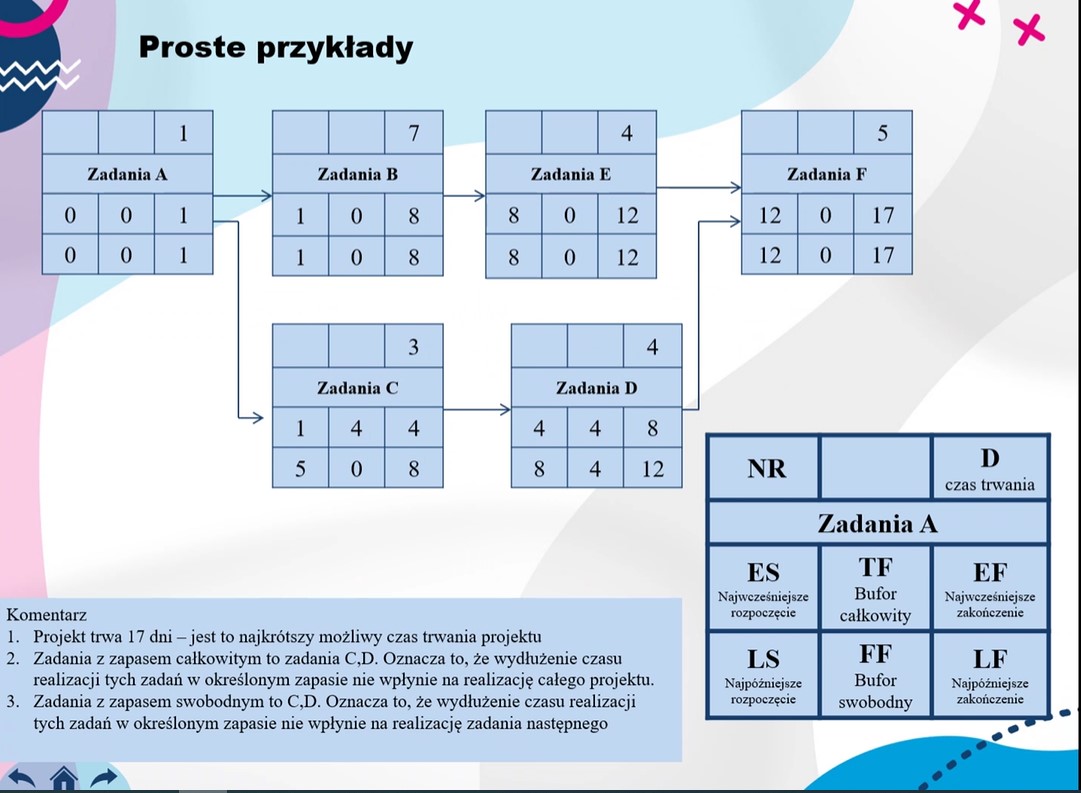 Proste przykłady
1
Zadania A
0 0 1
0 0 1
7
Zadania B
1 0 8
1 0 8
4
Zadania E
8 0 12
8 0 12
5
Zadania F
12 0 17
12 0 17
3
Zadania C
1 4 4
5 0 8
4
Zadania D
4 4 8
8 4 12
NR
D
czas trwania
Zadania A
ES
Najwcześniejsze
rozpoczęcie
TF
Bufor
całkowity
EF
Najwcześniejsze
zakończenie
LS
Najpóźniejsze
rozpoczęcie
FF
Bufor
swobodny
LF
Najpóźniejsze
zakończenie
Komentarz
1. Projekt trwa 17 dni – jest to najkrótszy możliwy czas trwania projektu
2. Zadania z zapasem całkowitym to zadania C,D. Oznacza to, że wydłużenie czasu
realizacji tych zadań w określonym zapasie nie wpłynie na realizację całego projektu.
3. Zadania z zapasem swobodnym to C,D. Oznacza to, że wydłużenie czasu realizacji
tych zadań w określonym zapasie nie wpłynie na realizację zadania następnego